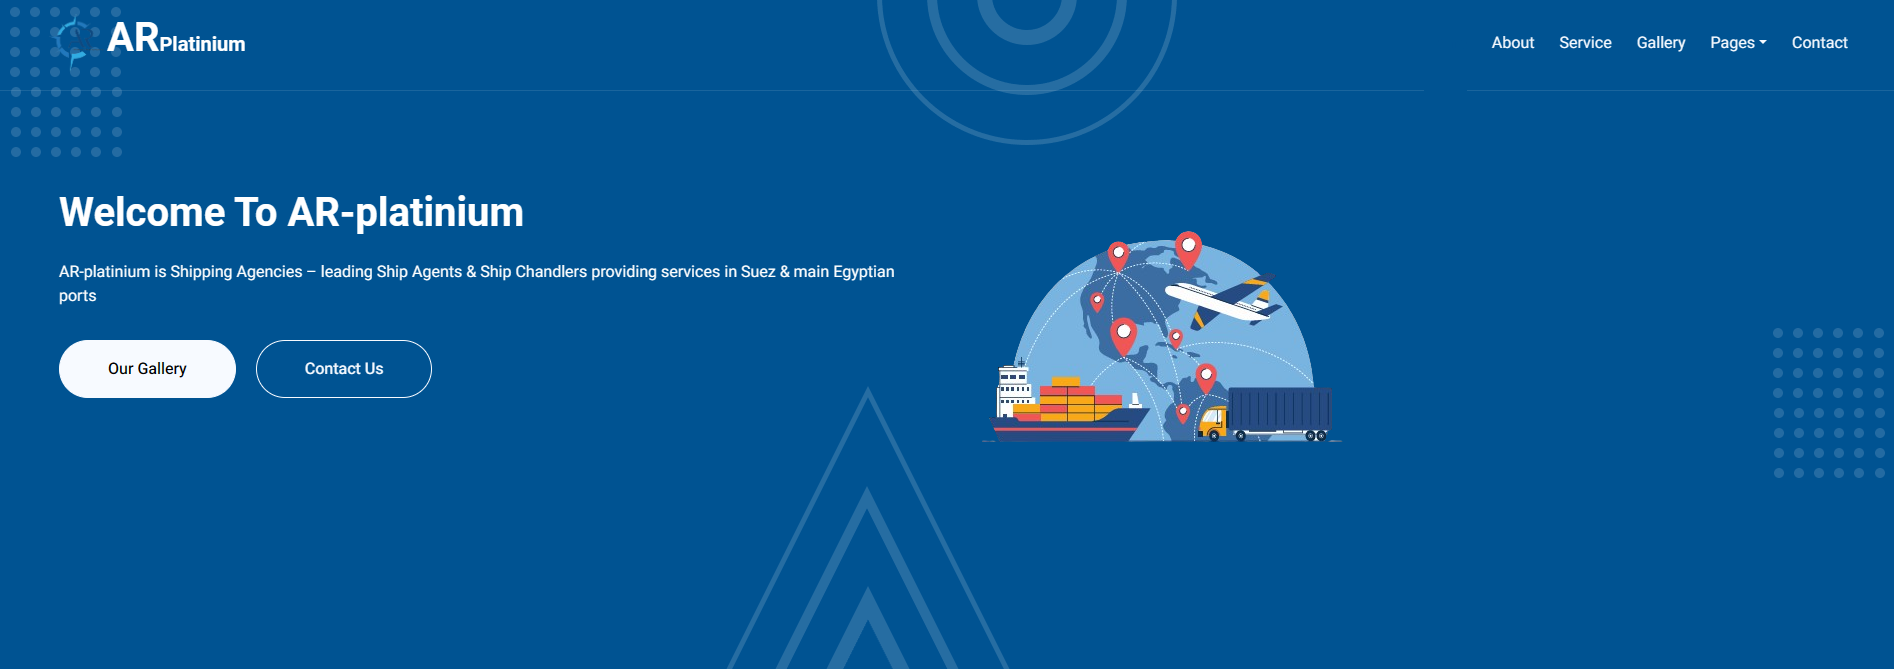 ARPlatinium
About Service Gallery Pages Contact
Welcome To AR-platinium
AR-platinium is Shipping Agencies – leading Ship Agents & Ship Chandlers providing services in Suez & main Egyptian
ports
Our Gallery Contact Us